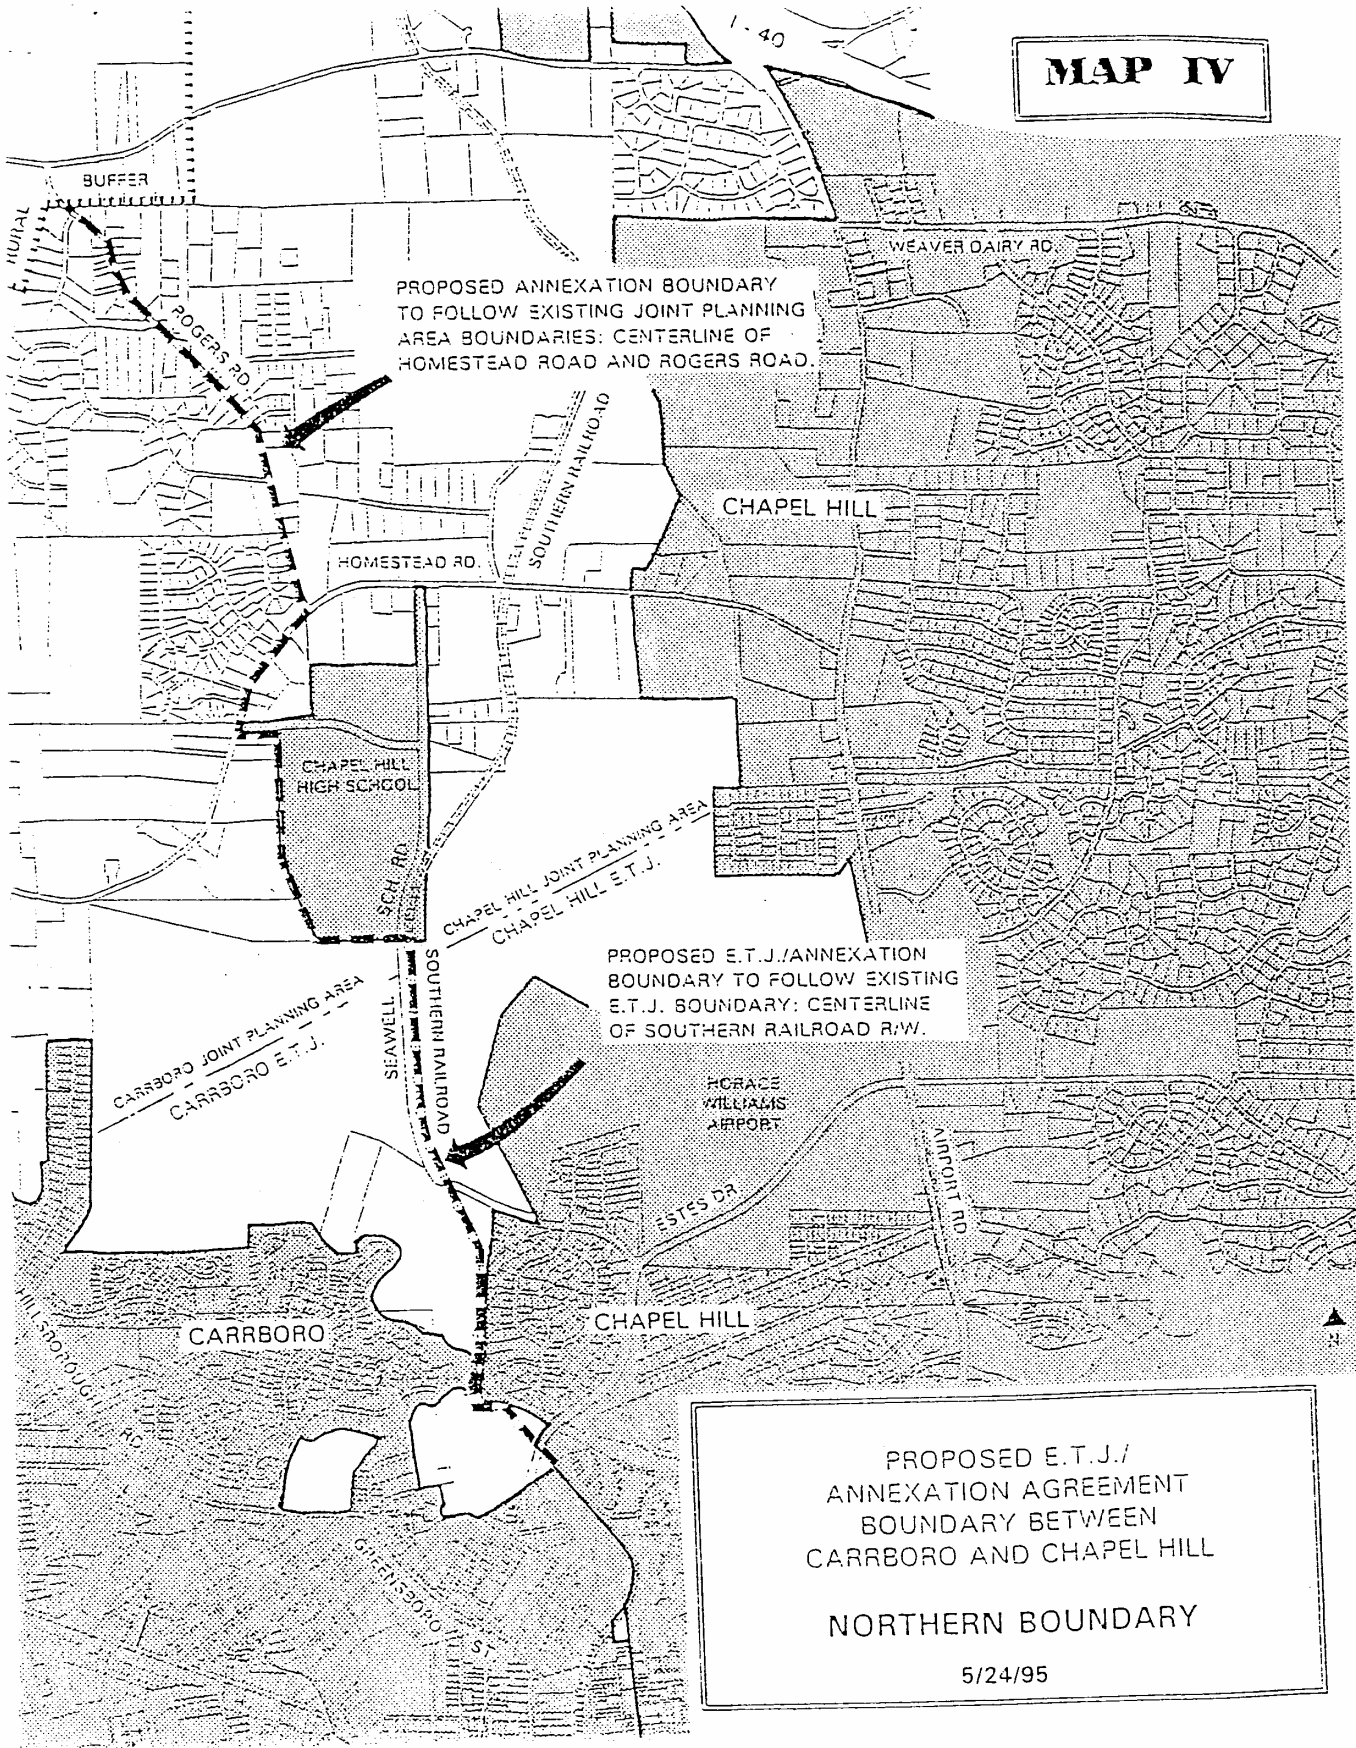 I-40
MAP IV
BUFFER
RURAL
WEAVER DAIRY RD.
PROPOSED ANNEXATION BOUNDARY
TO FOLLOW EXISTING JOINT PLANNING
AREA BOUNDARIES: CENTERLINE OF
HOMESTEAD ROAD AND ROGERS ROAD.
ROGERS RD.
SOUTHERN RAILROAD
CHAPEL HILL
HOMESTEAD RD.
CHAPEL HILL
HIGH SCHOOL
SCH. RD.
CHAPEL HILL JOINT PLANNING AREA
CHAPEL HILL E.T.J.
PROPOSED E.T.J./ANNEXATION
BOUNDARY TO FOLLOW EXISTING
E.T.J. BOUNDARY: CENTERLINE
OF SOUTHERN RAILROAD R/W.
CARRBORO JOINT PLANNING AREA
CARRBORO E.T.J.
SEAWELL
SOUTHERN RAILROAD
HORACE
WILLIAMS
AIRPORT
ESTES DR.
AIRPORT RD
CARRBORO
CHAPEL HILL
HILLSBOROUGH RD
N
GREENSBORO ST
PROPOSED E.T.J./
ANNEXATION AGREEMENT
BOUNDARY BETWEEN
CARRBORO AND CHAPEL HILL
NORTHERN BOUNDARY
5/24/95